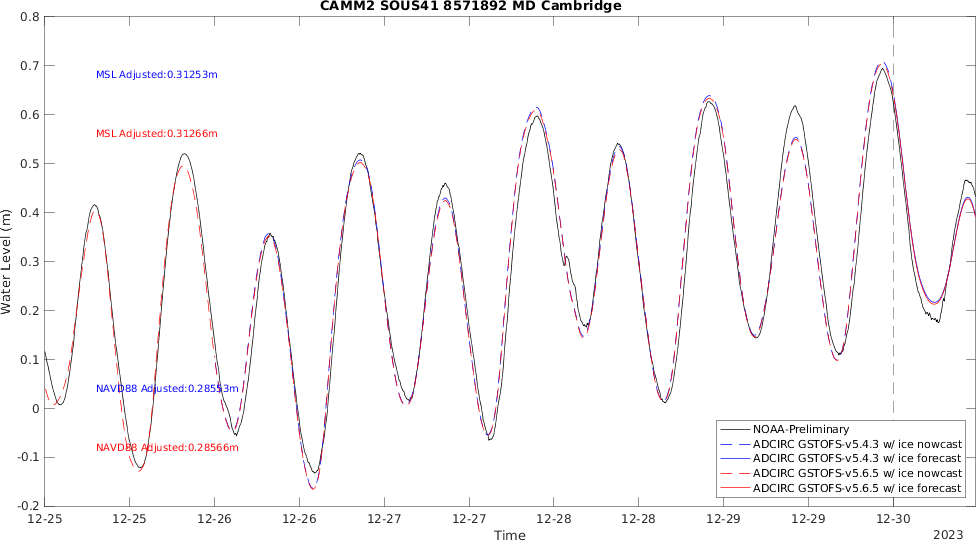 CAMM2 SOUS41 8571892 MD Cambridge
0.8
0.7
0.6
0.5
0.4
0.3
0.2
0.1
0
-0.1
-0.2
Water Level (m)
MSL Adjusted:0.31253m
MSL Adjusted:0.31266m
NAVD88 Adjusted:0.28553m
NAVD88 Adjusted:0.28566m
NOAA-Preliminary
ADCIRC GSTOFS-v5.4.3 w/ ice nowcast
ADCIRC GSTOFS-v5.4.3 w/ ice forecast
ADCIRC GSTOFS-v5.6.5 w/ ice nowcast
ADCIRC GSTOFS-v5.6.5 w/ ice forecast
12-25 12-25 12-26 12-26 12-27 12-27 12-28 12-28 12-29 12-29 12-30
Time
2023